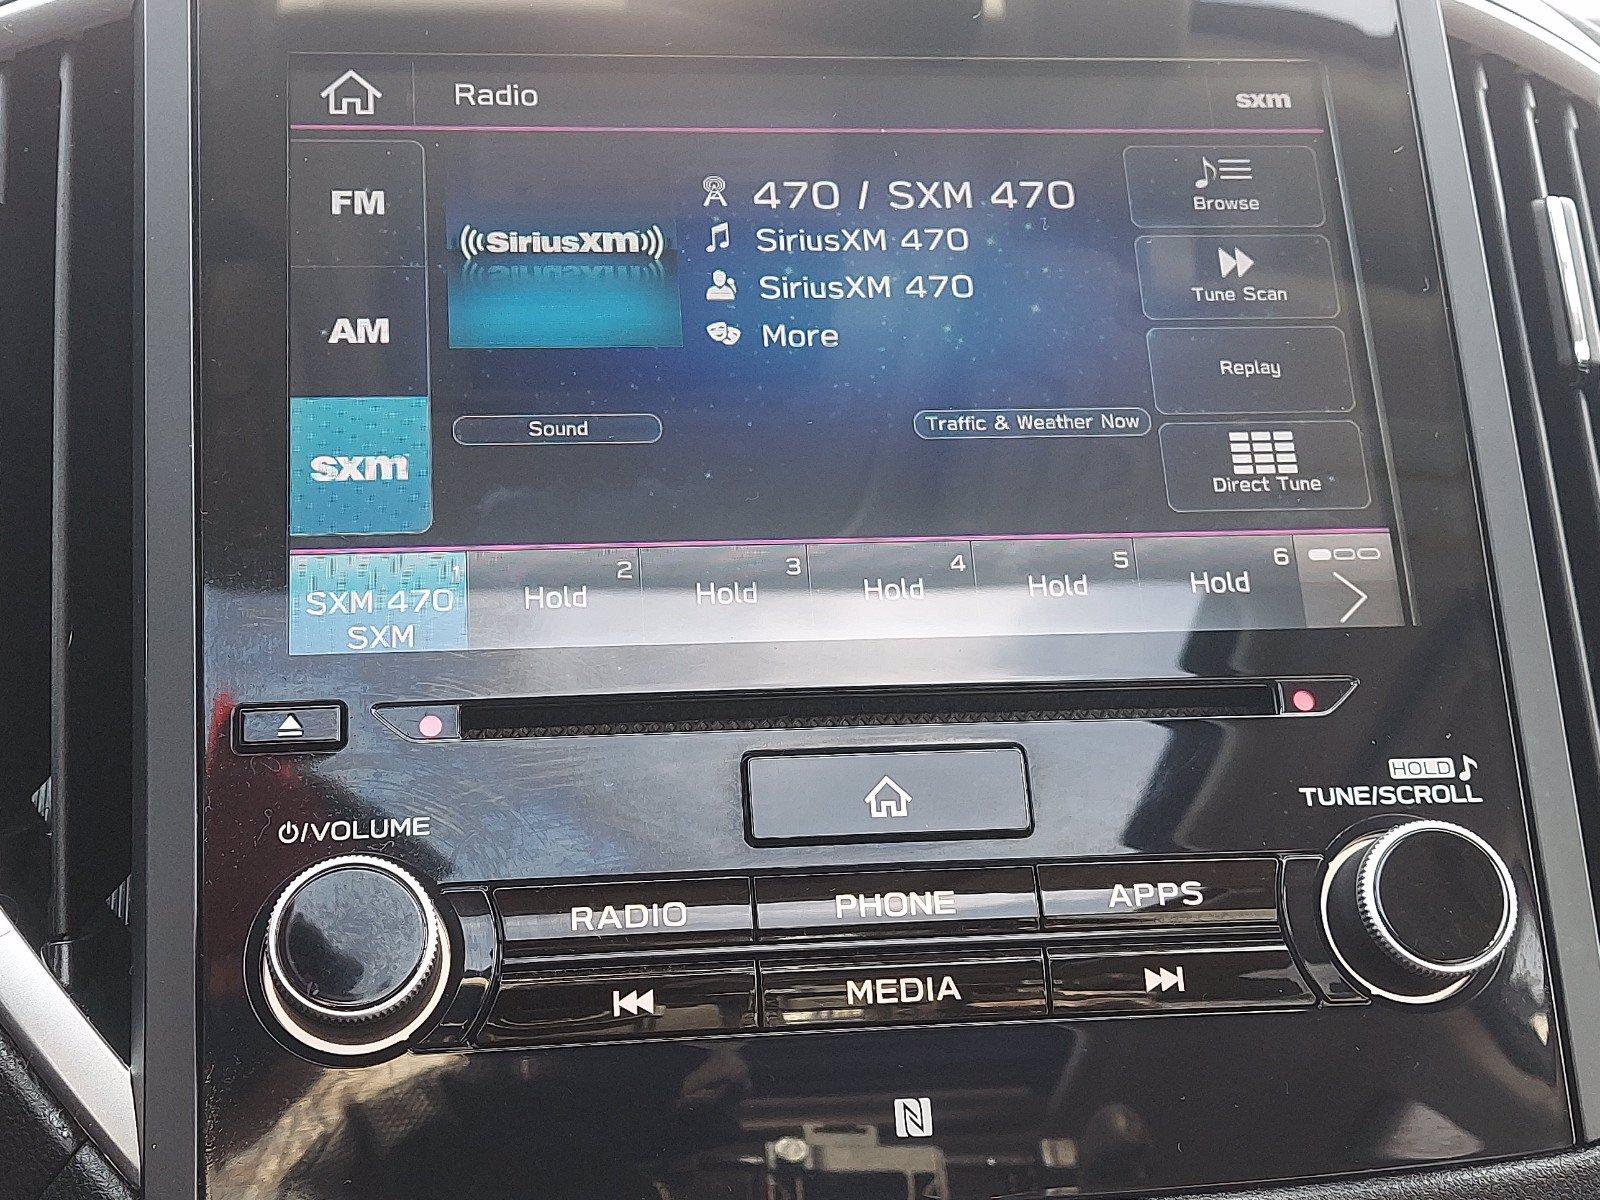 Radio
sxm
FM
AM
sxm
((SiriusXM))
470 / SXM 470
SiriusXM 470
SiriusXM 470
More
Sound
Traffic & Weather Now
Browse
Tune Scan
Replay
Direct Tune
1
SXM 470
SXM
2
Hold
3
Hold
4
Hold
5
Hold
6
Hold
/VOLUME
HOLD
TUNE/SCROLL
RADIO
PHONE
APPS
MEDIA
N